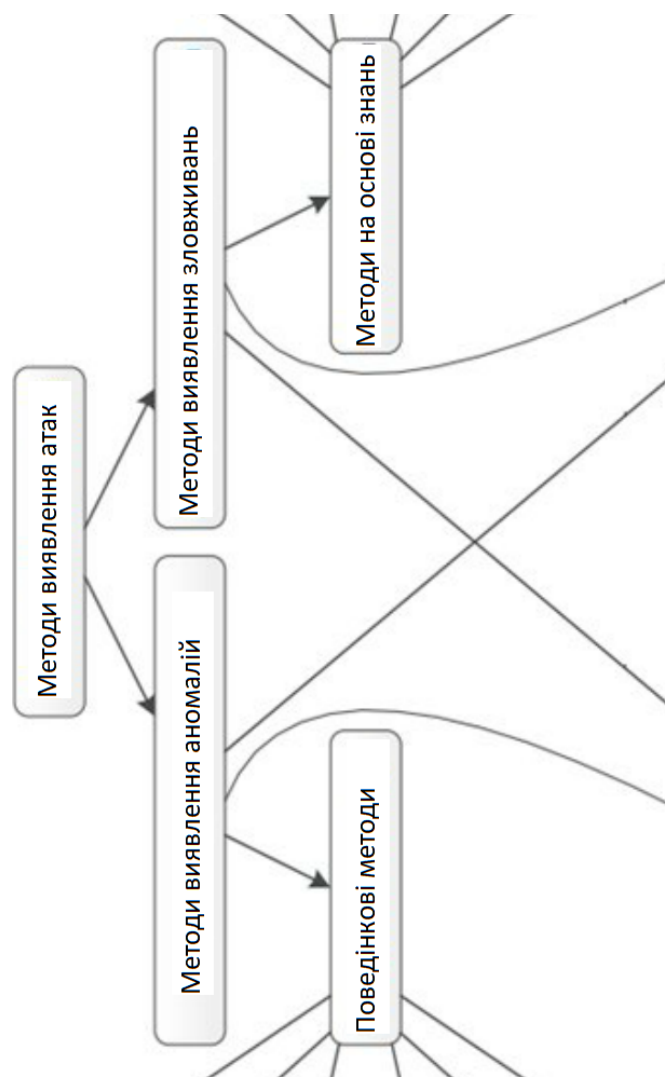 Методи виявлення атак
Методи виявлення аномалій
Методи виявлення зловживань
Поведінкові методи
Методи на основі знань